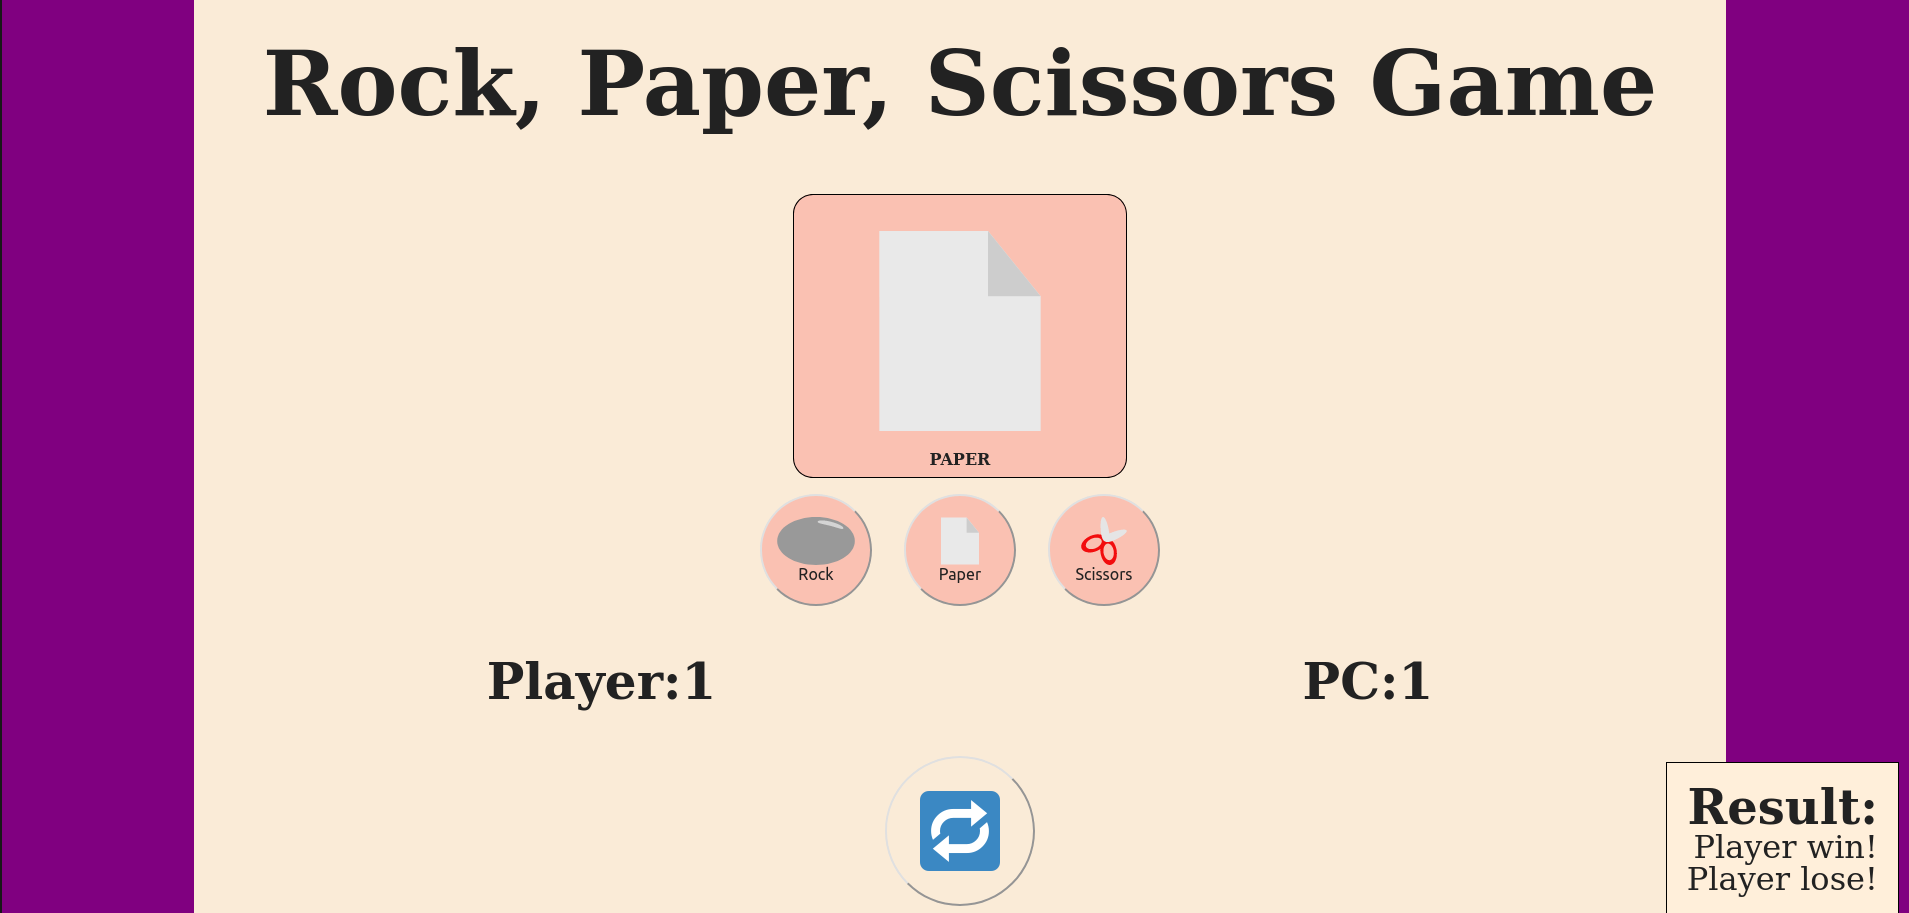 Rock, Paper, Scissors Game
PAPER
Rock
Paper
Scissors
Player:1
PC:1
Result:
Player win!
Player lose!